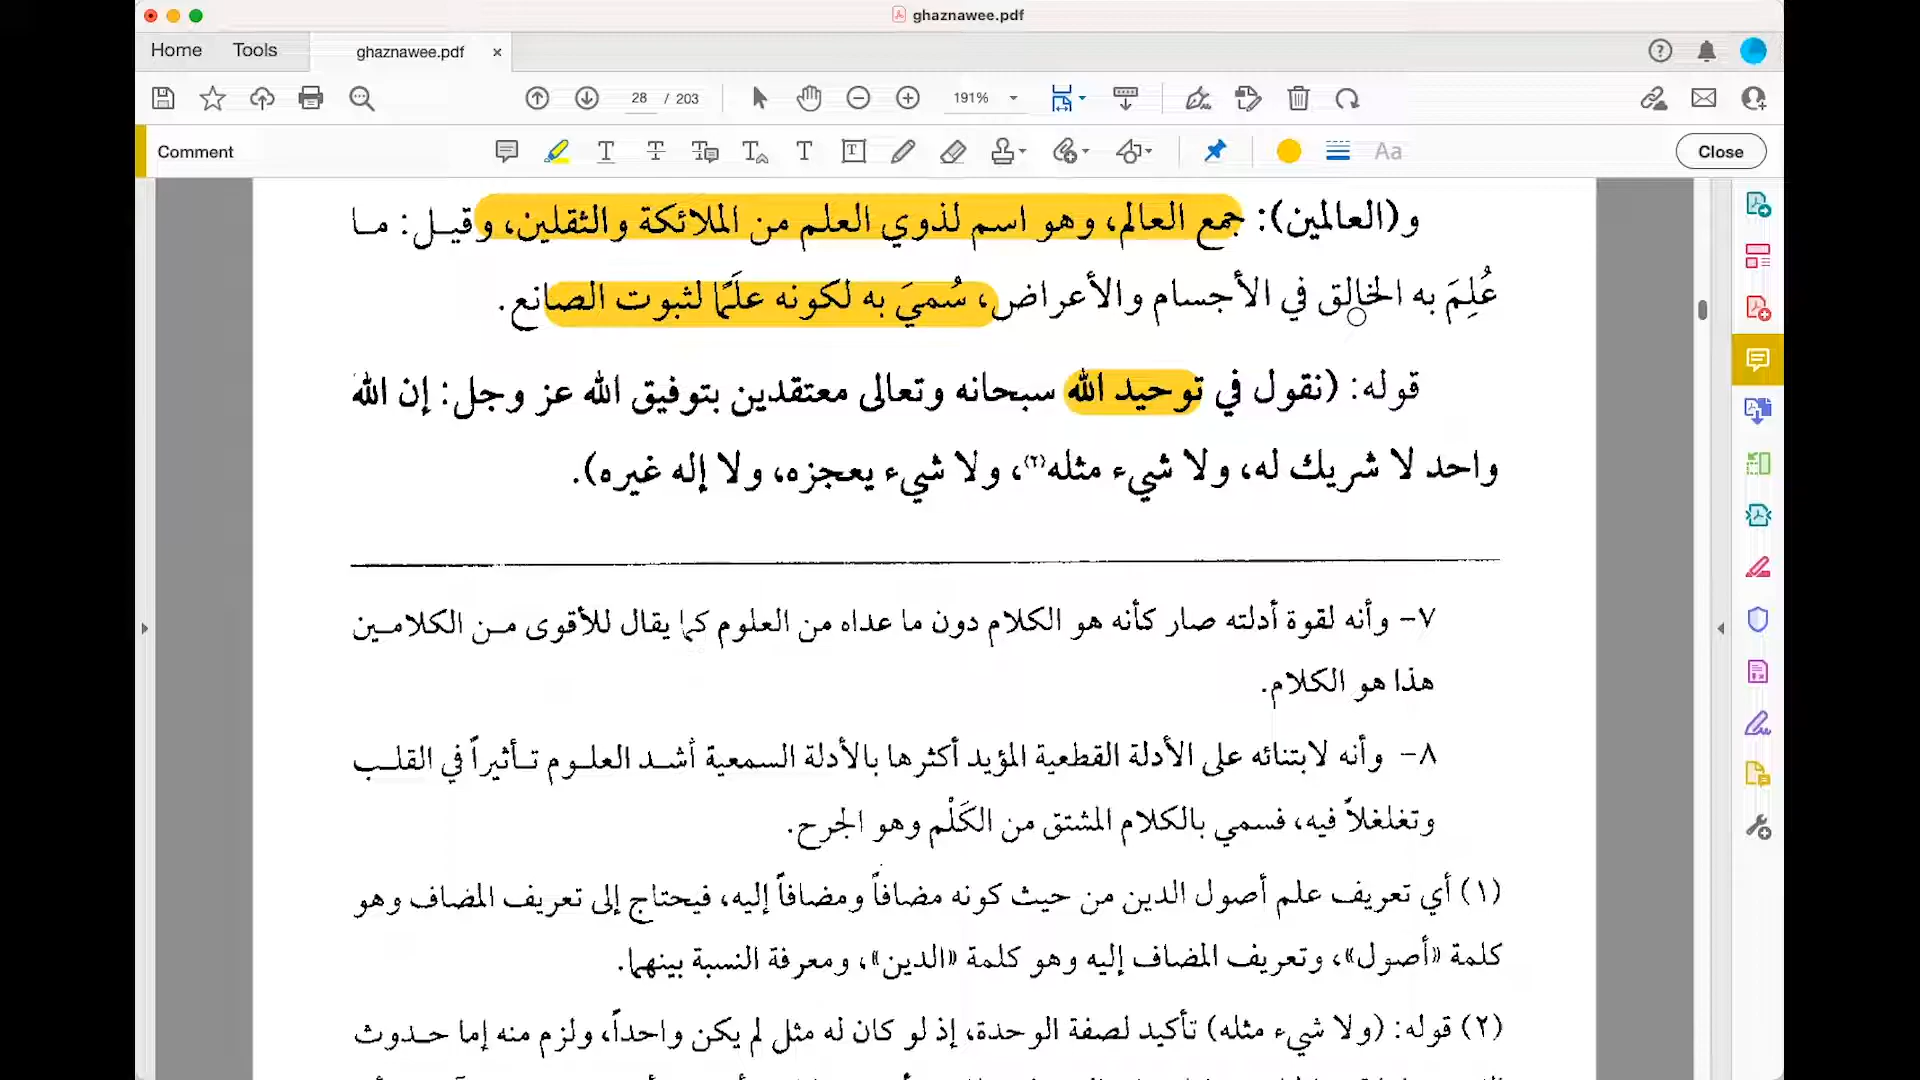 ghaznawee.pdf
Home Tools ghaznawee.pdf ×
28 / 203 191%
Comment Aa Close
و(العالمين): جمع العالم، وهو اسم لذوي العلم من الملائكة والثقلين، وقيل: ما
عُلِمَ به الخالق في الأجسام والأعراض، سُميَ به لكونه علَمًا لثبوت الصانع.
قوله: (نقول في توحيد الله سبحانه وتعالى معتقدين بتوفيق الله عز وجل: إن الله
واحد لا شريك له، ولا شيء مثله(٢)، ولا شيء يعجزه، ولا إله غيره).
٧- وأنه لقوة أدلته صار كأنه هو الكلام دون ما عداه من العلوم كما يقال للأقوى من الكلامين
هذا هو الكلام.
٨- وأنه لابتنائه على الأدلة القطعية المؤيد أكثرها بالأدلة السمعية أشد العلوم تأثيراً في القلب
وتغلغلاً فيه، فسمي بالكلام المشتق من الكَلْم وهو الجرح.
(١) أي تعريف علم أصول الدين من حيث كونه مضافاً ومضافاً إليه، فيحتاج إلى تعريف المضاف وهو
كلمة «أصول»، وتعريف المضاف إليه وهو كلمة «الدين»، ومعرفة النسبة بينهما.
(٢) قوله: (ولا شيء مثله) تأكيد لصفة الوحدة، إذ لو كان له مثل لم يكن واحداً، ولزم منه إما حدوث